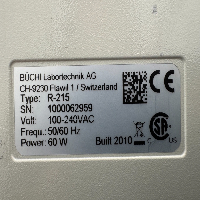 BÜCHI Labortechnik AG
CH-9230 Flawil 1 / Switzerland
Type: R-215
SN: 1000062959
Volt: 100-240VAC
Frequ.: 50/60 Hz
Power: 60 W
Built 2010
CE